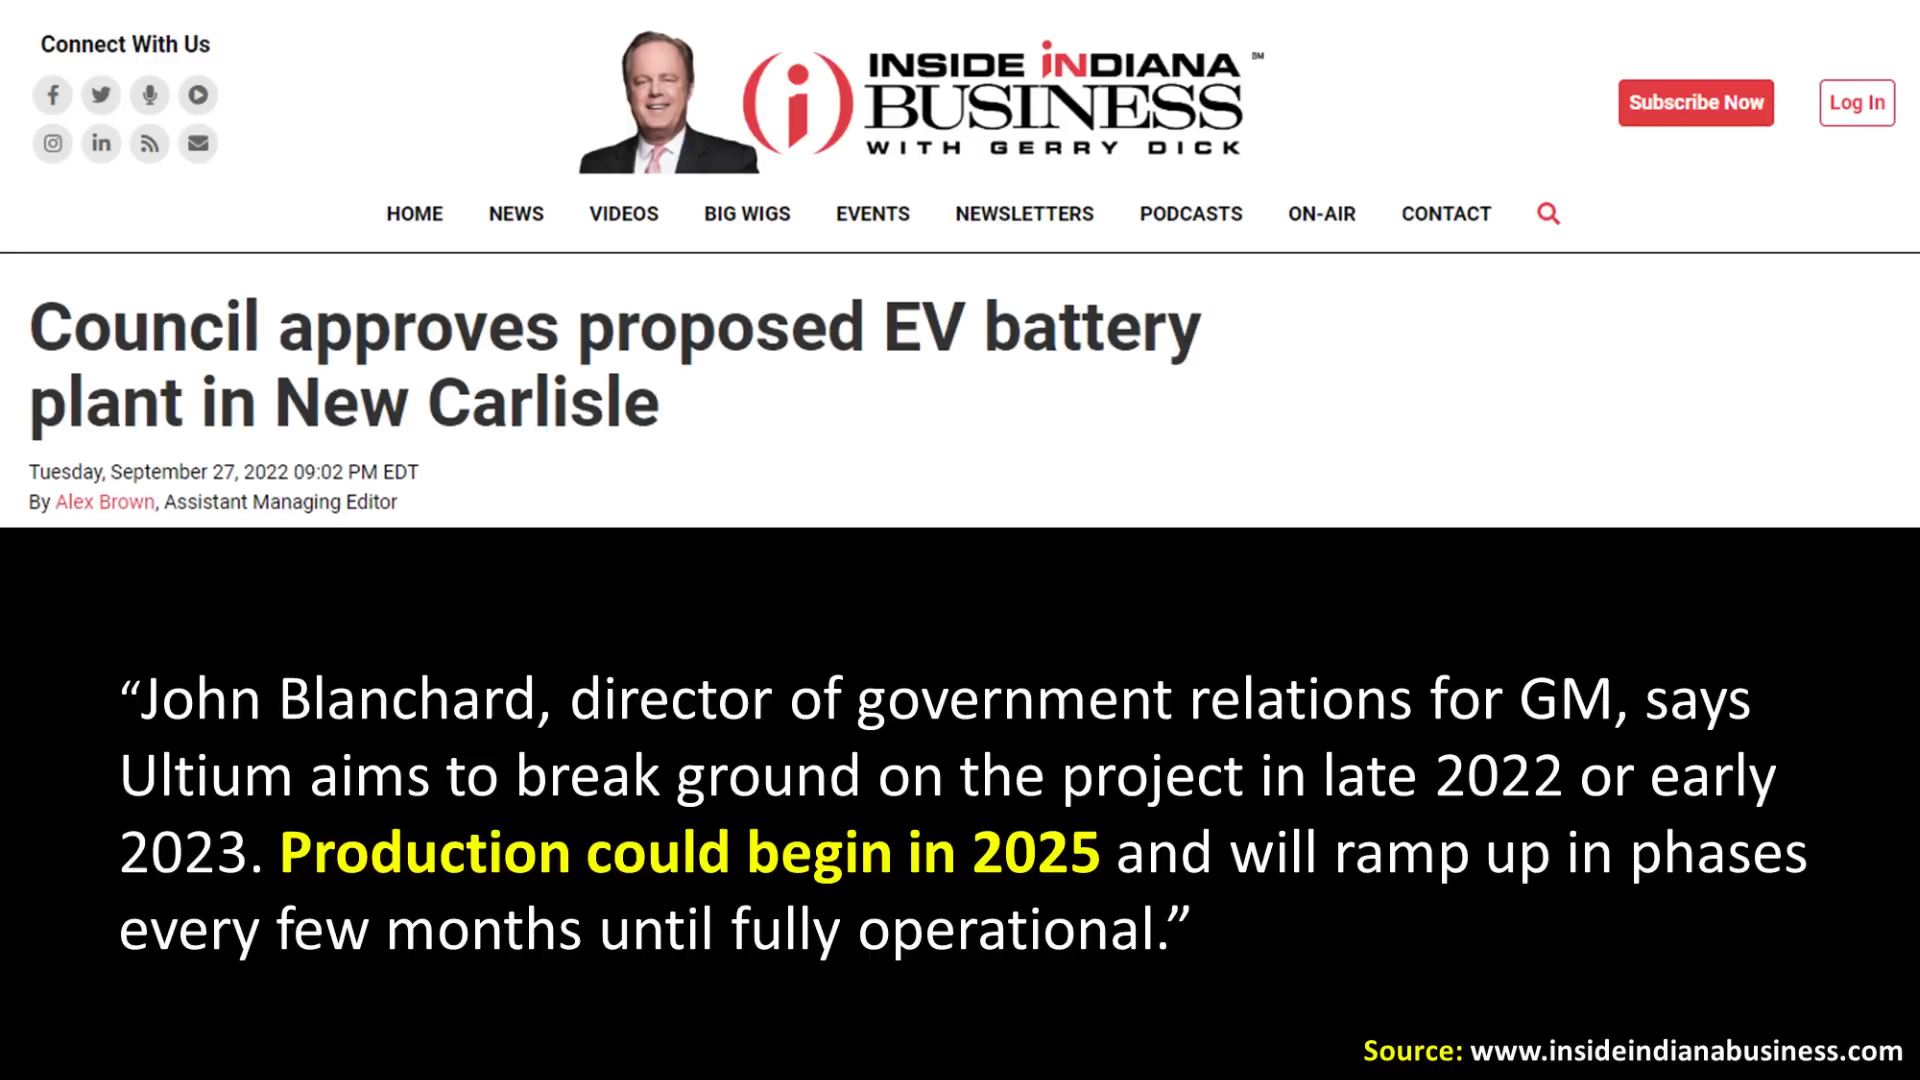 Connect With Us
INSIDE INDIANA SM
BUSINESS
WITH GERRY DICK
Subscribe Now
Log In
HOME NEWS VIDEOS BIG WIGS EVENTS NEWSLETTERS PODCASTS ON-AIR CONTACT
Council approves proposed EV battery
plant in New Carlisle
Tuesday, September 27, 2022 09:02 PM EDT
By Alex Brown, Assistant Managing Editor
“John Blanchard, director of government relations for GM, says
Ultium aims to break ground on the project in late 2022 or early
2023. Production could begin in 2025 and will ramp up in phases
every few months until fully operational.”
Source: www.insideindianabusiness.com